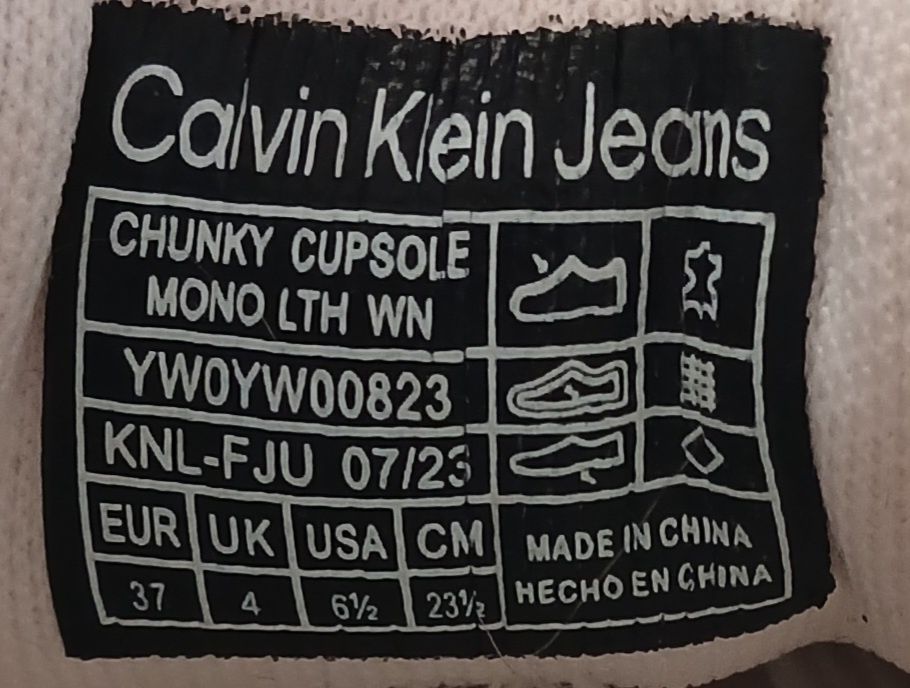 Calvin Klein Jeans
CHUNKY CUPSOLE
MONO LTH WN
YW0YW00823
KNL-FJU 07/23
EUR UK USA CM
37 4 6½ 23½
MADE IN CHINA
HECHO EN CHINA